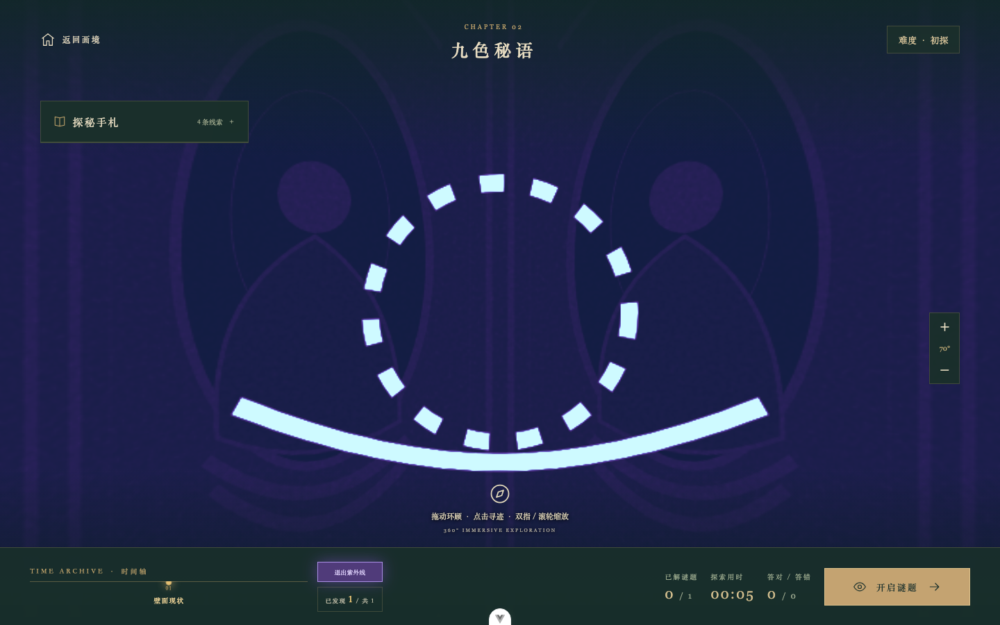 返回画境
CHAPTER 02
九色秘语
难度 · 初探
探秘手札
4 条线索 +
+
70°
−
拖动环顾 · 点击寻迹 · 双指 / 滚轮缩放
360° IMMERSIVE EXPLORATION
TIME ARCHIVE · 时间轴
01
壁面现状
退出紫外线
已发现 1 / 共 1
已解谜题
0 / 1
探索用时
00:05
答对 / 答错
0 / 0
开启谜题 →